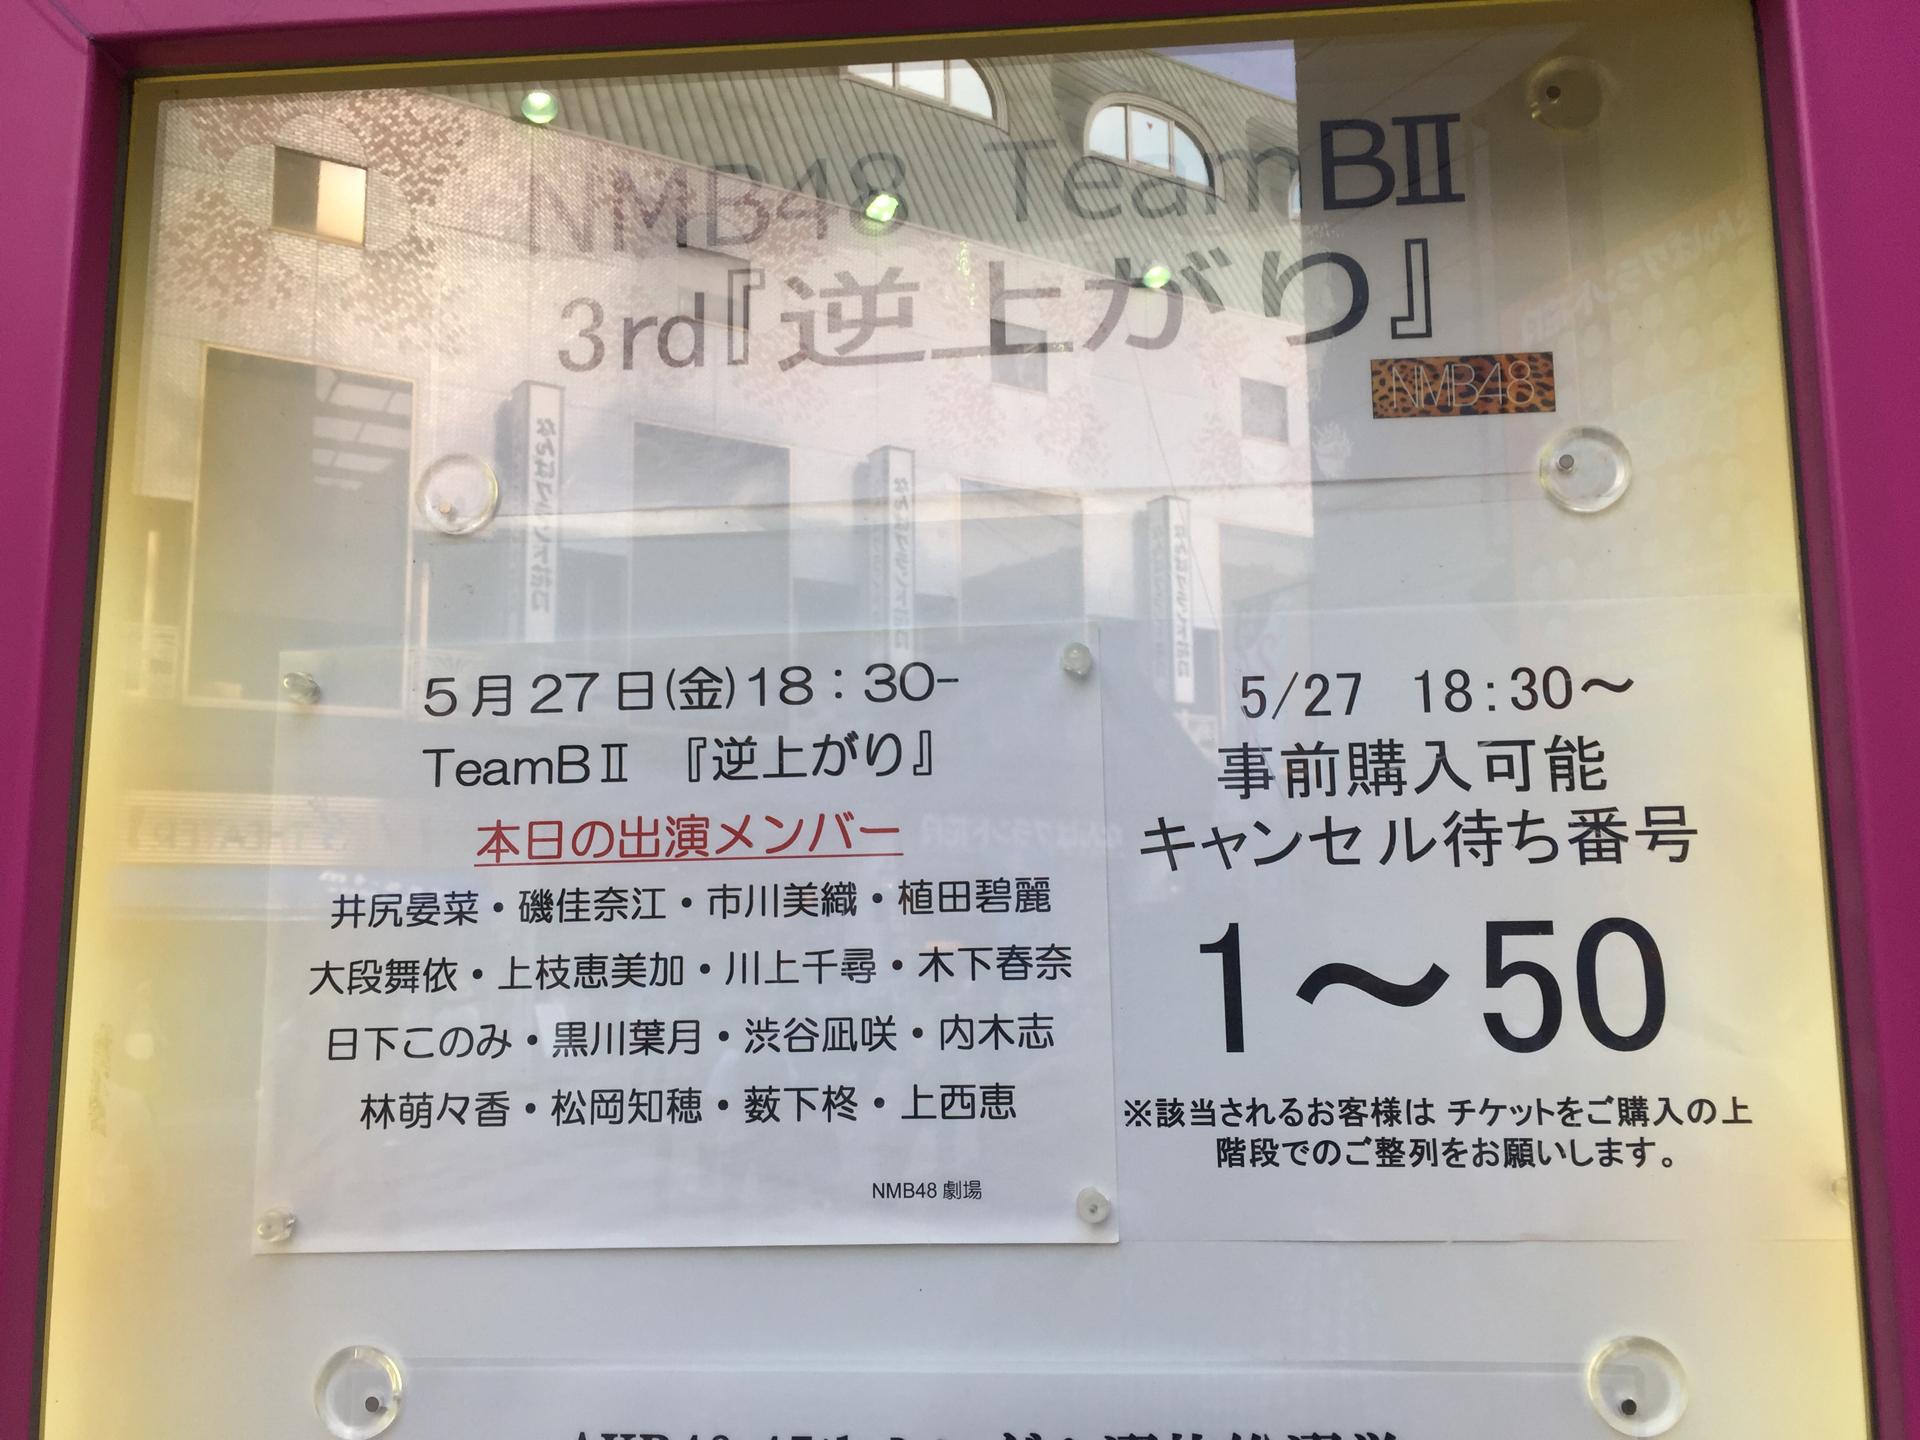 NMB48 TeamBⅡ
3rd『逆上がり』
NMB48
5月27日(金)18:30-
TeamBⅡ 『逆上がり』
本日の出演メンバー
井尻晏菜・磯佳奈江・市川美織・植田碧麗
大段舞依・上枝恵美加・川上千尋・木下春奈
日下このみ・黒川葉月・渋谷凪咲・内木志
林萌々香・松岡知穂・薮下柊・上西恵
NMB48 劇場
5/27 18:30～
事前購入可能
キャンセル待ち番号
1～50
※該当されるお客様は チケットをご購入の上
階段でのご整列をお願いします。